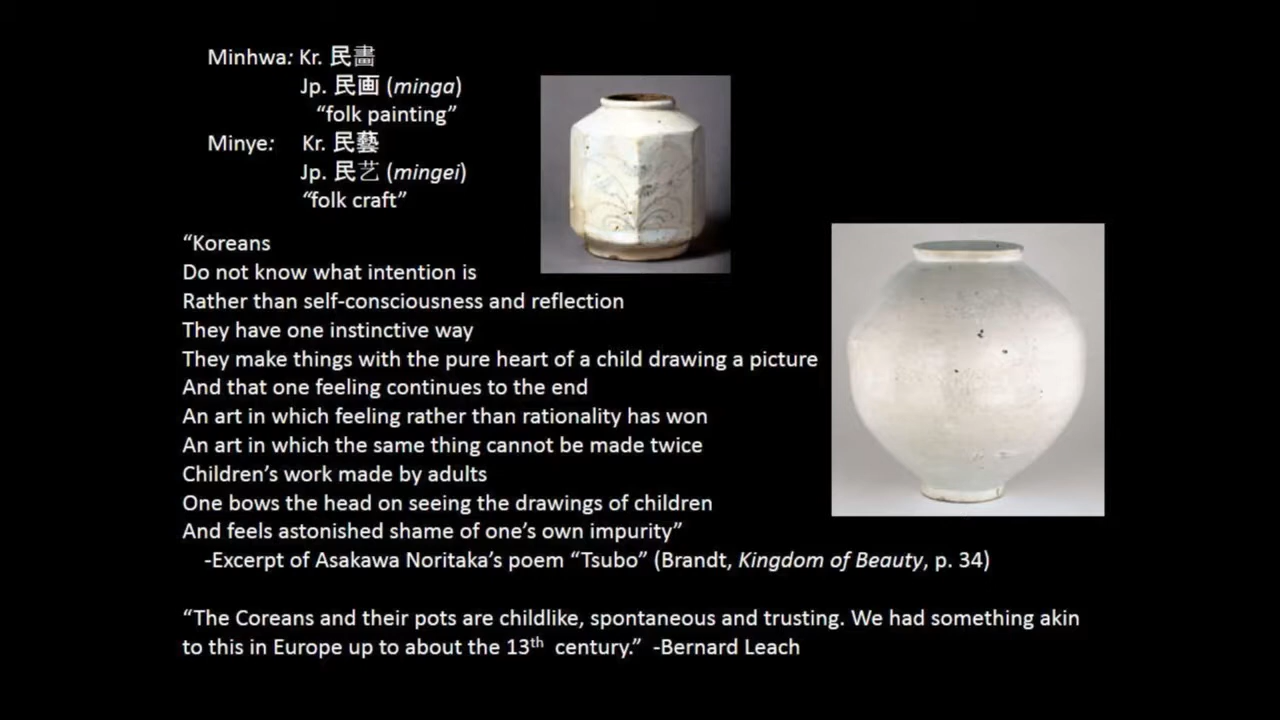 Minhwa: Kr. 民畵
Jp. 民画 (minga)
“folk painting”
Minye: Kr. 民藝
Jp. 民艺 (mingei)
“folk craft”
“Koreans
Do not know what intention is
Rather than self-consciousness and reflection
They have one instinctive way
They make things with the pure heart of a child drawing a picture
And that one feeling continues to the end
An art in which feeling rather than rationality has won
An art in which the same thing cannot be made twice
Children’s work made by adults
One bows the head on seeing the drawings of children
And feels astonished shame of one’s own impurity”
-Excerpt of Asakawa Noritaka’s poem “Tsubo” (Brandt, Kingdom of Beauty, p. 34)
“The Coreans and their pots are childlike, spontaneous and trusting. We had something akin
to this in Europe up to about the 13th century.” -Bernard Leach